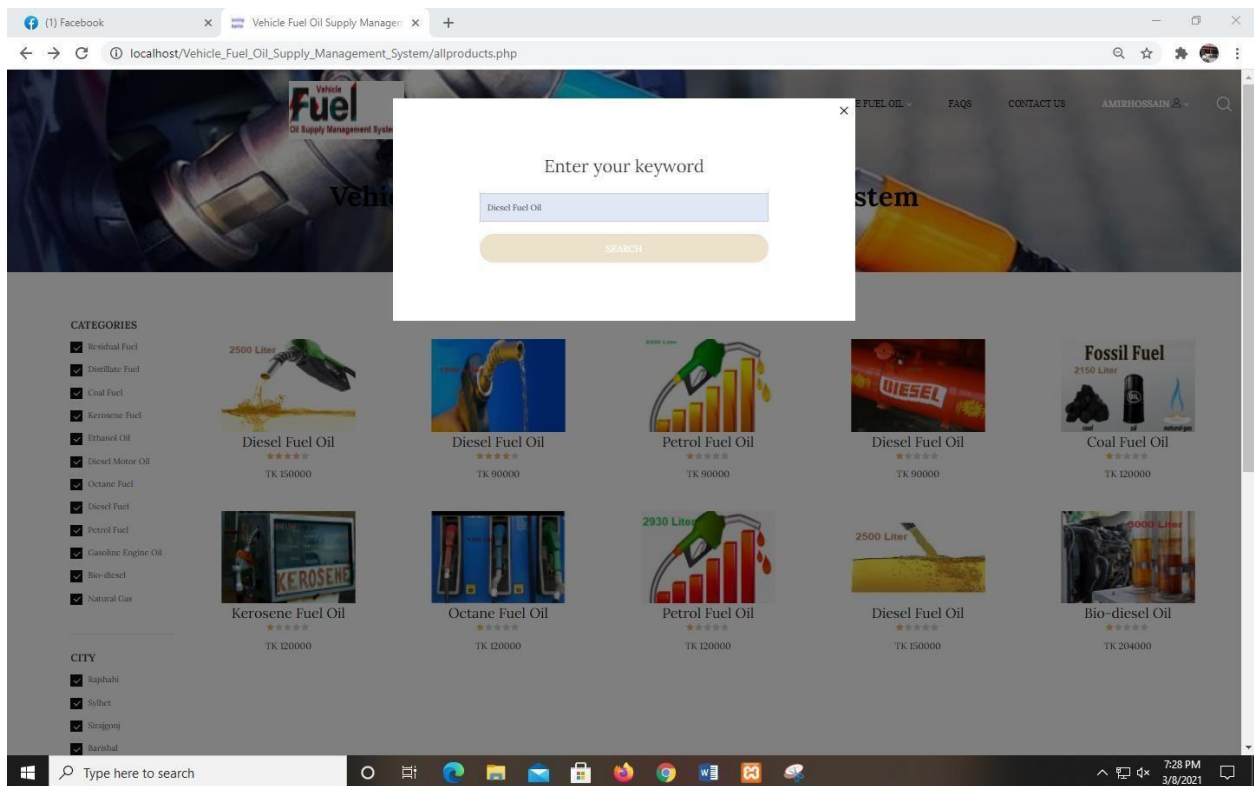 (1) Facebook
Vehicle Fuel Oil Supply Managem
localhost/Vehicle_Fuel_Oil_Supply_Management_System/allproducts.php
Vehicle
Fuel
Oil Supply Management Syste
E FUEL OIL
FAQS
CONTACT US
AMIRHOSSAIN
Vehi
stem
Enter your keyword
Diesel Fuel Oil
SEARCH
CATEGORIES
Residual Fuel
Distillate Fuel
Coal Fuel
Kerosene Fuel
Ethanol Oil
Diesel Motor Oil
Octane Fuel
Diesel Fuel
Petrol Fuel
Gasoline Engine Oil
Bio-diesel
Natural Gas
CITY
Rajshahi
Sylhet
Sirajgonj
Barishal
2500 Liter
Diesel Fuel Oil
TK 150000
Diesel Fuel Oil
TK 90000
Petrol Fuel Oil
TK 90000
DIESEL
Diesel Fuel Oil
TK 90000
Fossil Fuel
2150 Liter
OIL
coal
oil
natural gas
Coal Fuel Oil
TK 120000
KEROSENE
Kerosene Fuel Oil
TK 120000
Octane Fuel Oil
TK 120000
2930 Liter
Petrol Fuel Oil
TK 120000
2500 Liter
Diesel Fuel Oil
TK 150000
3000 Liter
Bio-diesel Oil
TK 204000
Type here to search
7:28 PM
3/8/2021